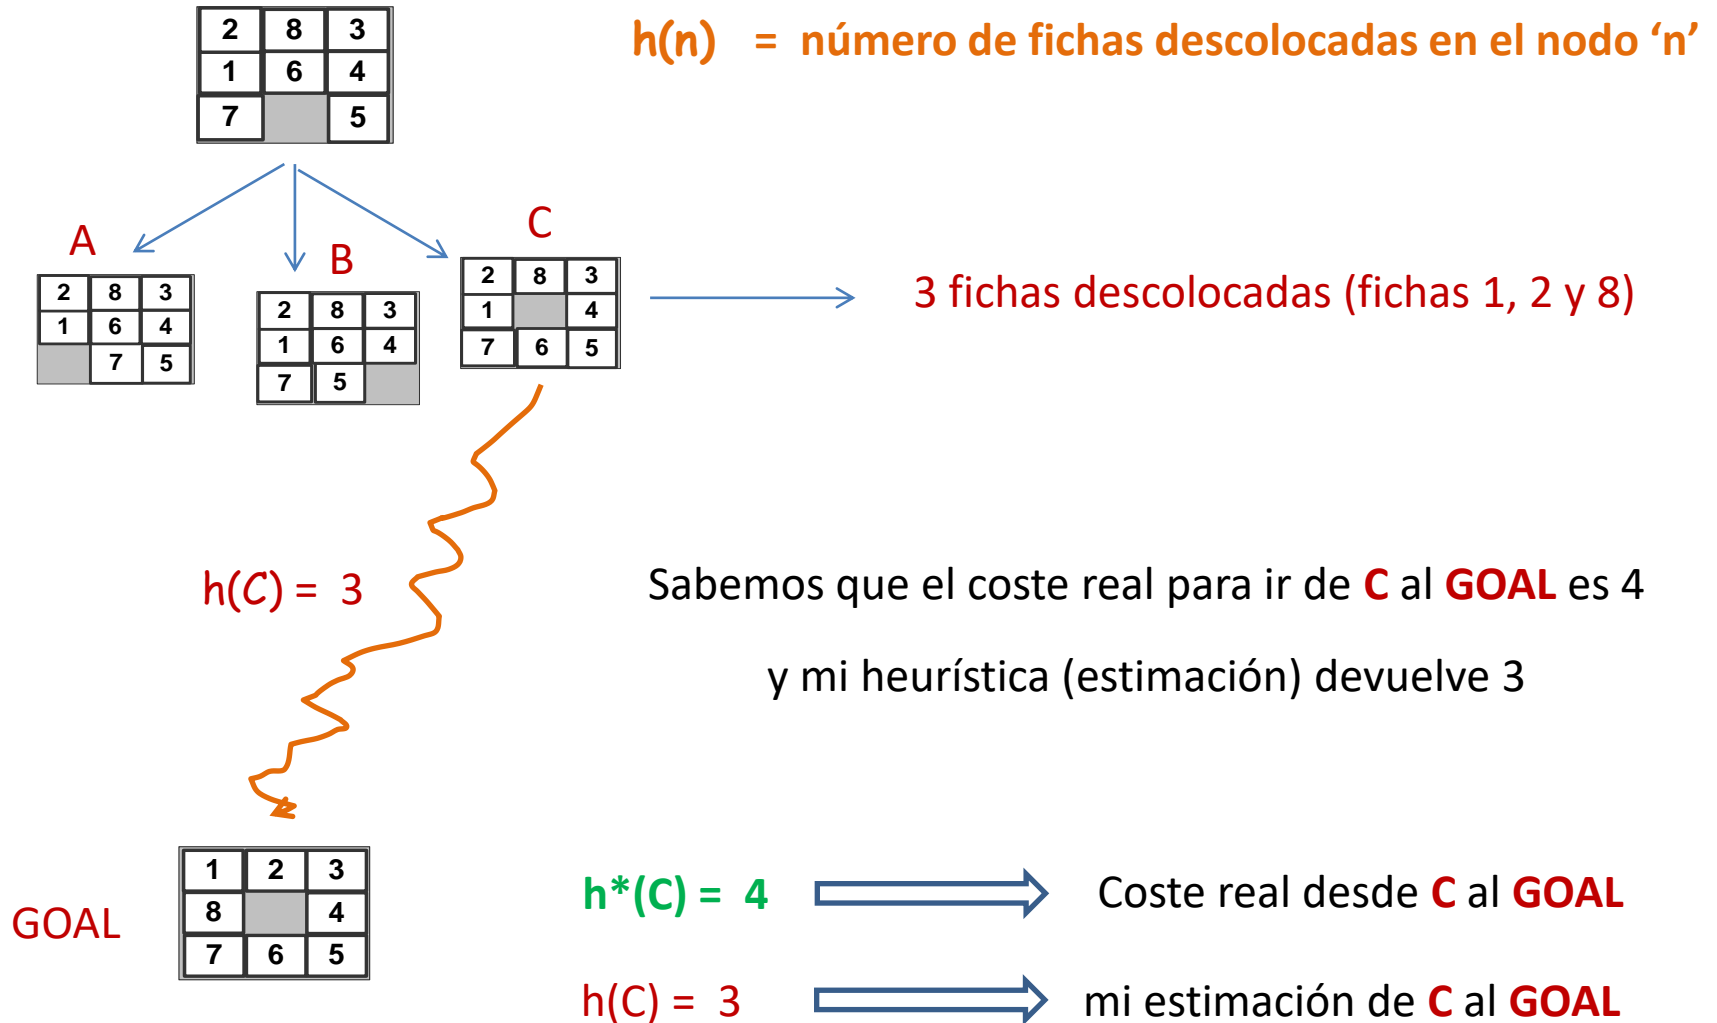 2 8 3
1 6 4
7 5
h(n) = número de fichas descolocadas en el nodo ‘n’
A
2 8 3
1 6 4
7 5
B
2 8 3
1 6 4
7 5
C
2 8 3
1 4
7 6 5
3 fichas descolocadas (fichas 1, 2 y 8)
h(C) = 3
Sabemos que el coste real para ir de C al GOAL es 4
y mi heurística (estimación) devuelve 3
GOAL
1 2 3
8 4
7 6 5
h*(C) = 4
Coste real desde C al GOAL
h(C) = 3
mi estimación de C al GOAL